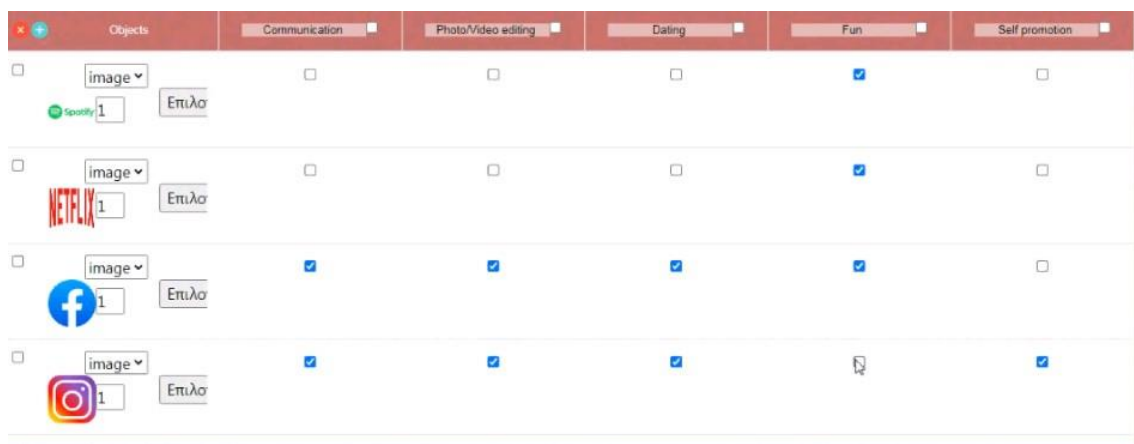 Objects Communication Photo/Video editing Dating Fun Self promotion
image
Spotify 1 Επιλο
image
NETFLIX 1 Επιλο
image
1 Επιλο
image
1 Επιλο